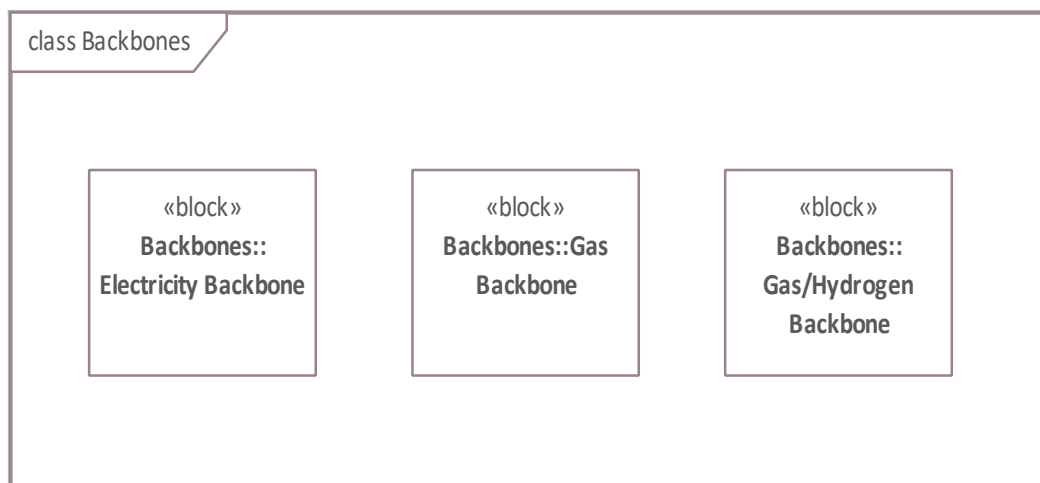 class Backbones
«block»
Backbones::
Electricity Backbone
«block»
Backbones::Gas
Backbone
«block»
Backbones::
Gas/Hydrogen
Backbone